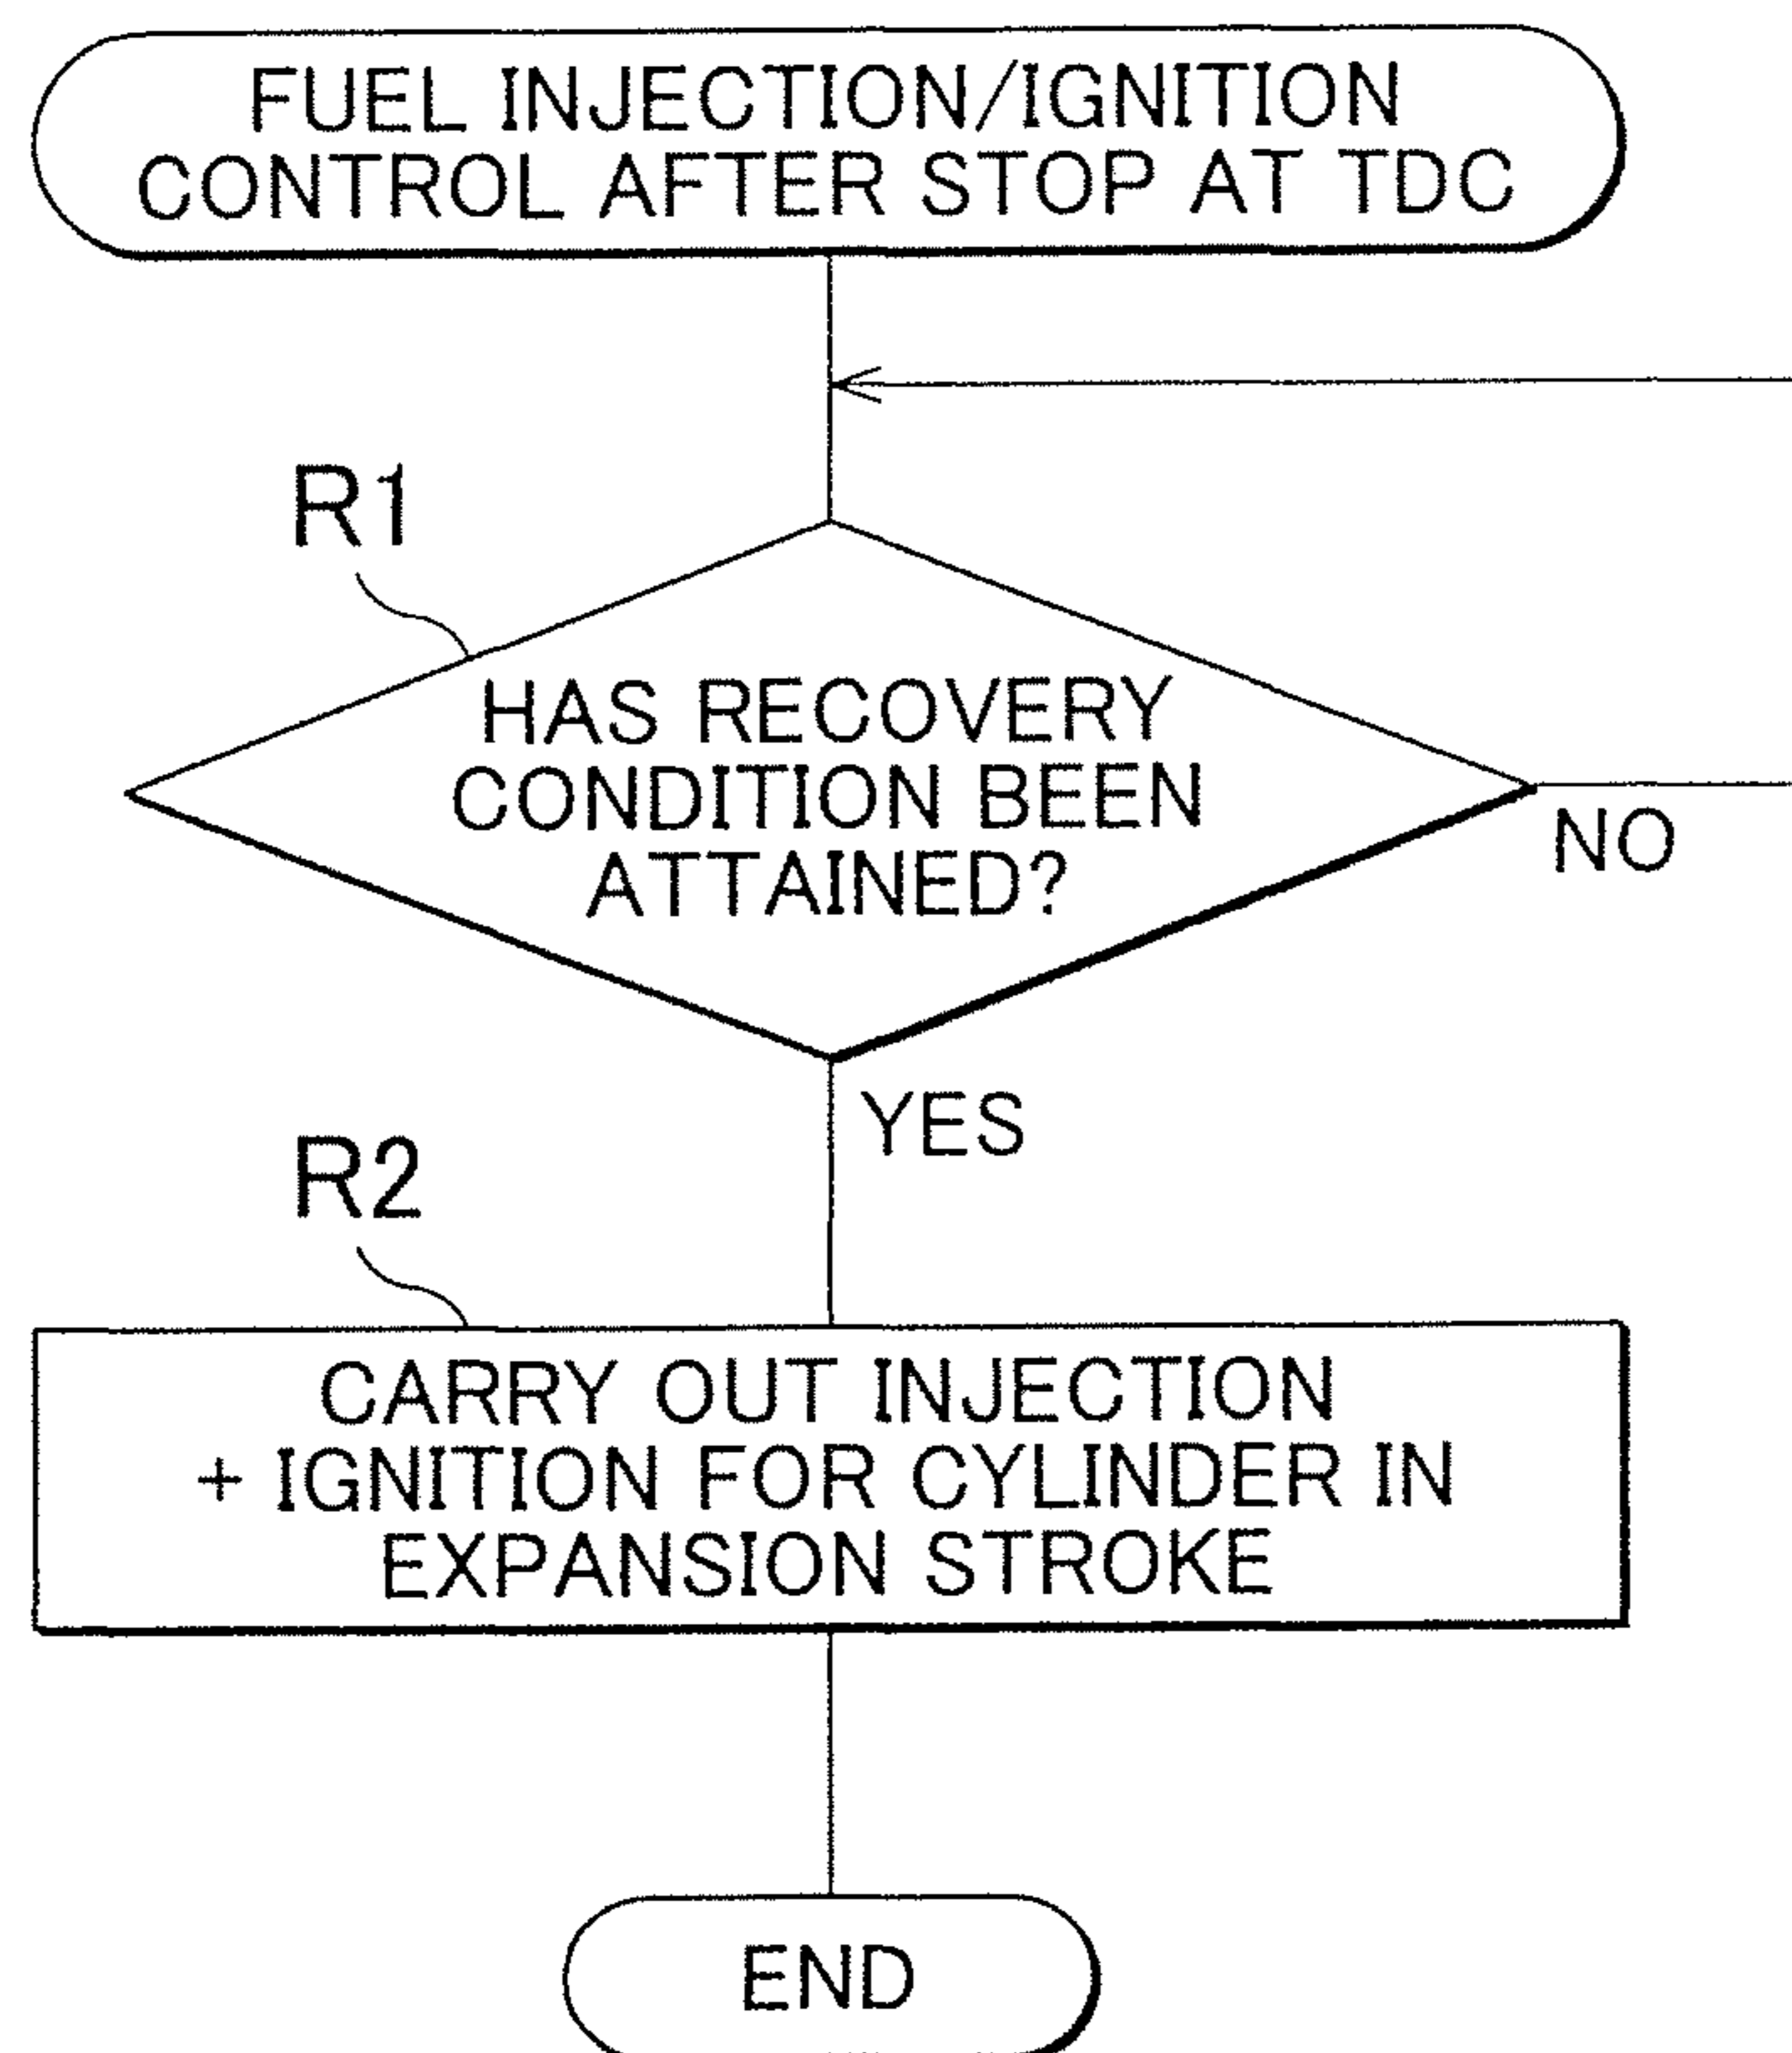 FUEL INJECTION/IGNITION
CONTROL AFTER STOP AT TDC
R1
HAS RECOVERY
CONDITION BEEN
ATTAINED?
NO
YES
R2
CARRY OUT INJECTION
+ IGNITION FOR CYLINDER IN
EXPANSION STROKE
END